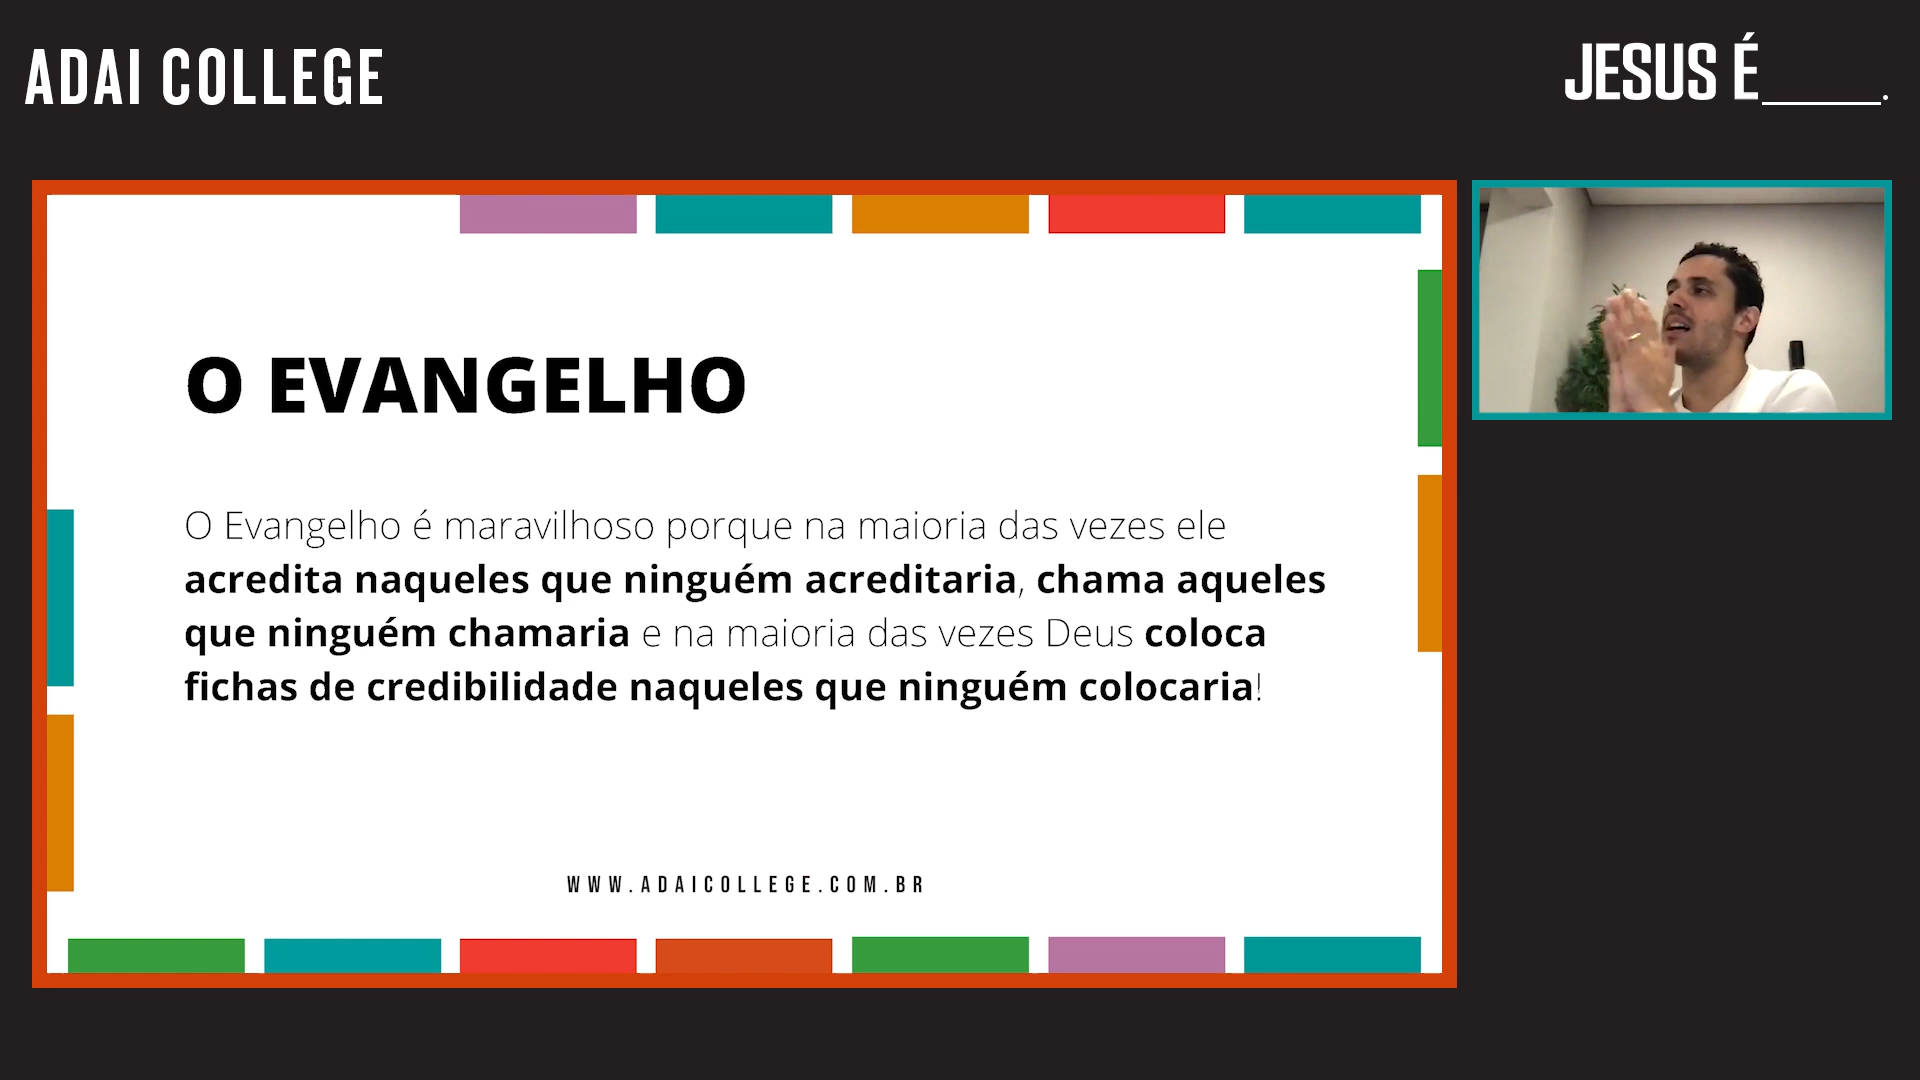 ADAI COLLEGE
JESUS É_____.
O EVANGELHO
O Evangelho é maravilhoso porque na maioria das vezes ele
acredita naqueles que ninguém acreditaria, chama aqueles
que ninguém chamaria e na maioria das vezes Deus coloca
fichas de credibilidade naqueles que ninguém colocaria!
WWW.ADAICOLLEGE.COM.BR